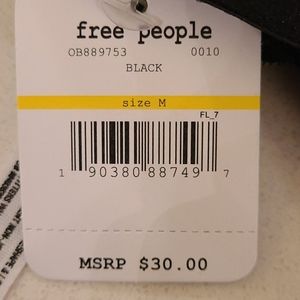 free people
OB889753 0010
BLACK
size M
FL_7
1 90380 88749 7
MSRP $30.00